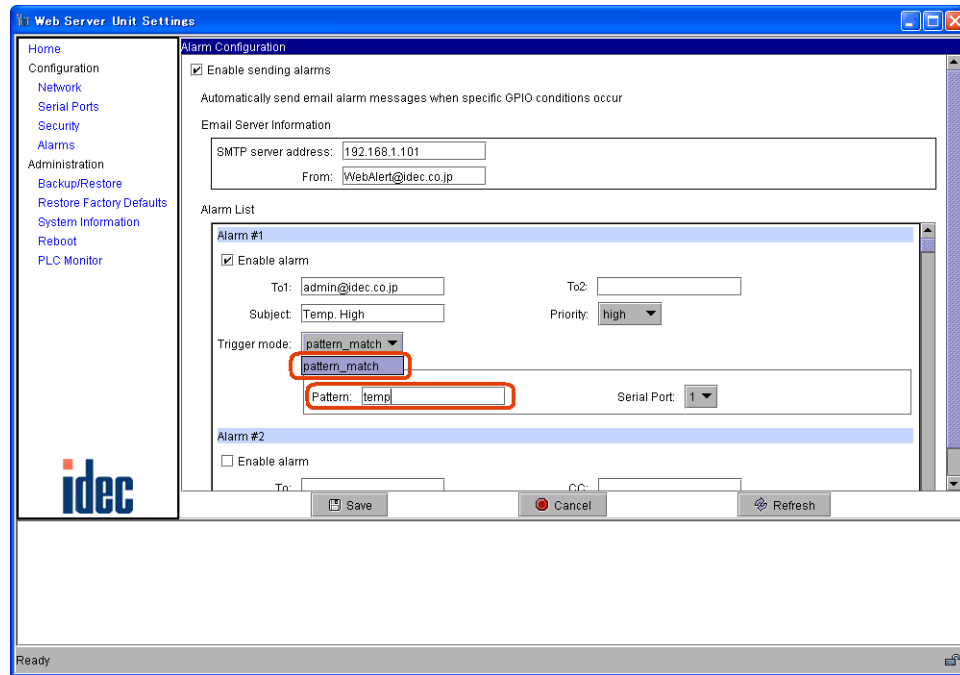 Web Server Unit Settings
Home
Configuration
Network
Serial Ports
Security
Alarms
Administration
Backup/Restore
Restore Factory Defaults
System Information
Reboot
PLC Monitor
idec
Alarm Configuration
Enable sending alarms
Automatically send email alarm messages when specific GPIO conditions occur
Email Server Information
SMTP server address: 192.168.1.101
From: WebAlert@idec.co.jp
Alarm List
Alarm #1
Enable alarm
To1: admin@idec.co.jp To2:
Subject: Temp. High Priority: high
Trigger mode: pattern_match
pattern_match
Pattern: temp Serial Port: 1
Alarm #2
Enable alarm
To: CC:
Save Cancel Refresh
Ready